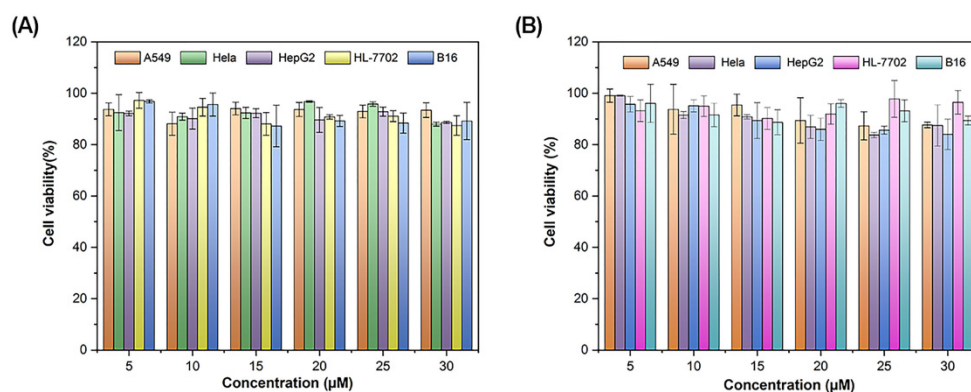 (A)
120
100
80
60
40
20
0
Cell viability(%)
A549 Hela HepG2 HL-7702 B16
5 10 15 20 25 30
Concentration (μM)
(B)
120
100
80
60
40
20
0
Cell viability (%)
A549 Hela HepG2 HL-7702 B16
5 10 15 20 25 30
Concentration (μM)